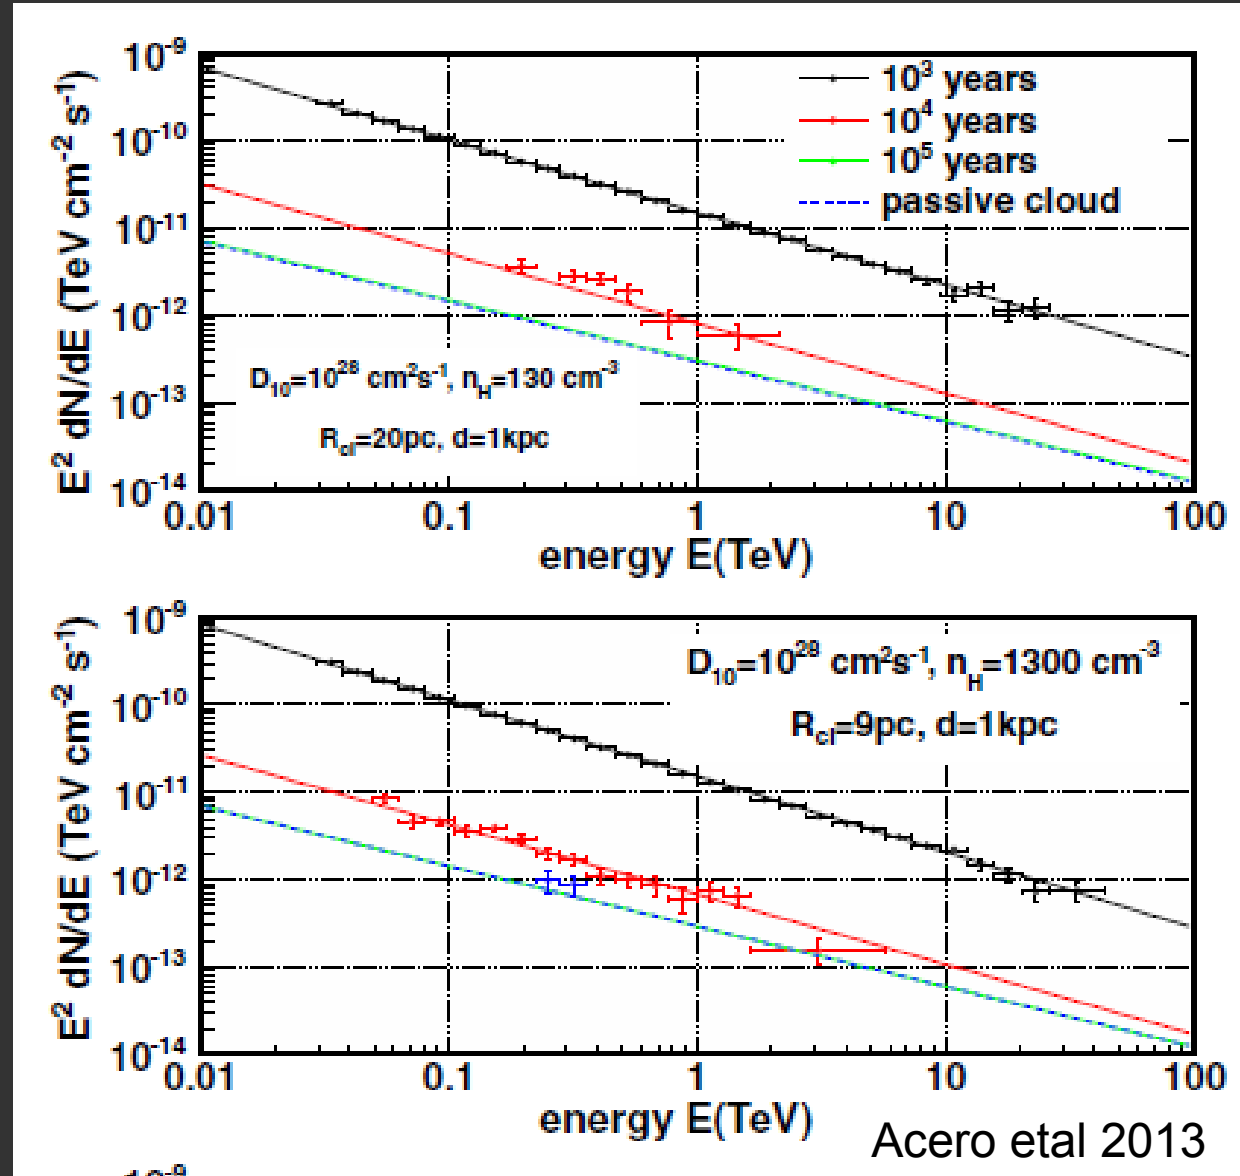 10⁻⁹
10³ years
10⁴ years
10⁵ years
passive cloud
10⁻¹⁰
10⁻¹¹
10⁻¹²
10⁻¹³
10⁻¹⁴
E² dN/dE (TeV cm⁻² s⁻¹)
D₁₀=10²⁸ cm²s⁻¹, n_H=130 cm⁻³
R_cl=20pc, d=1kpc
0.01 0.1 1 10 100
energy E(TeV)
10⁻⁹
D₁₀=10²⁸ cm²s⁻¹, n_H=1300 cm⁻³
R_cl=9pc, d=1kpc
10⁻¹⁰
10⁻¹¹
10⁻¹²
10⁻¹³
10⁻¹⁴
E² dN/dE (TeV cm⁻² s⁻¹)
0.01 0.1 1 10 100
energy E(TeV)
Acero etal 2013